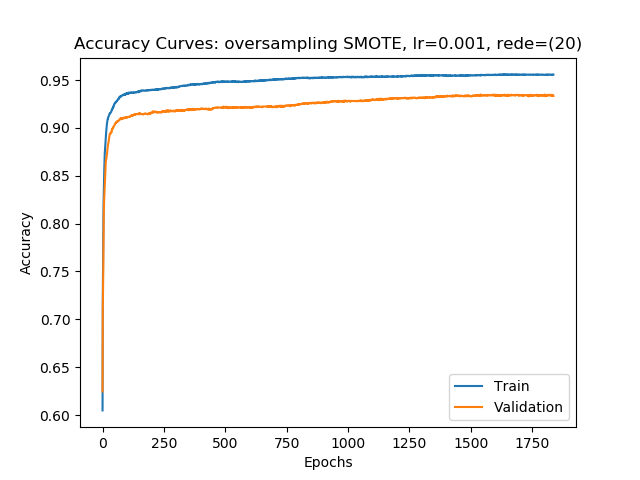 Accuracy Curves: oversampling SMOTE, lr=0.001, rede=(20)
0.95
0.90
0.85
0.80
0.75
0.70
0.65
0.60
Accuracy
Train
Validation
0 250 500 750 1000 1250 1500 1750
Epochs